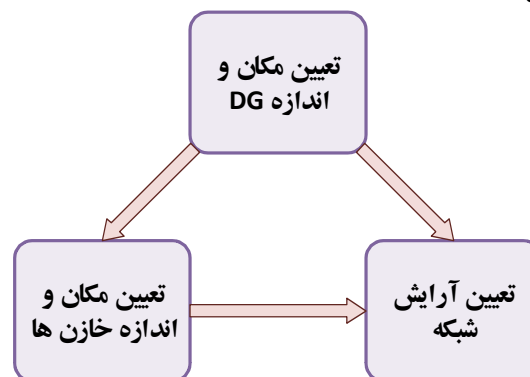 تعیین مکان و
اندازه DG
تعیین مکان و
اندازه خازن ها
تعیین آرایش
شبکه